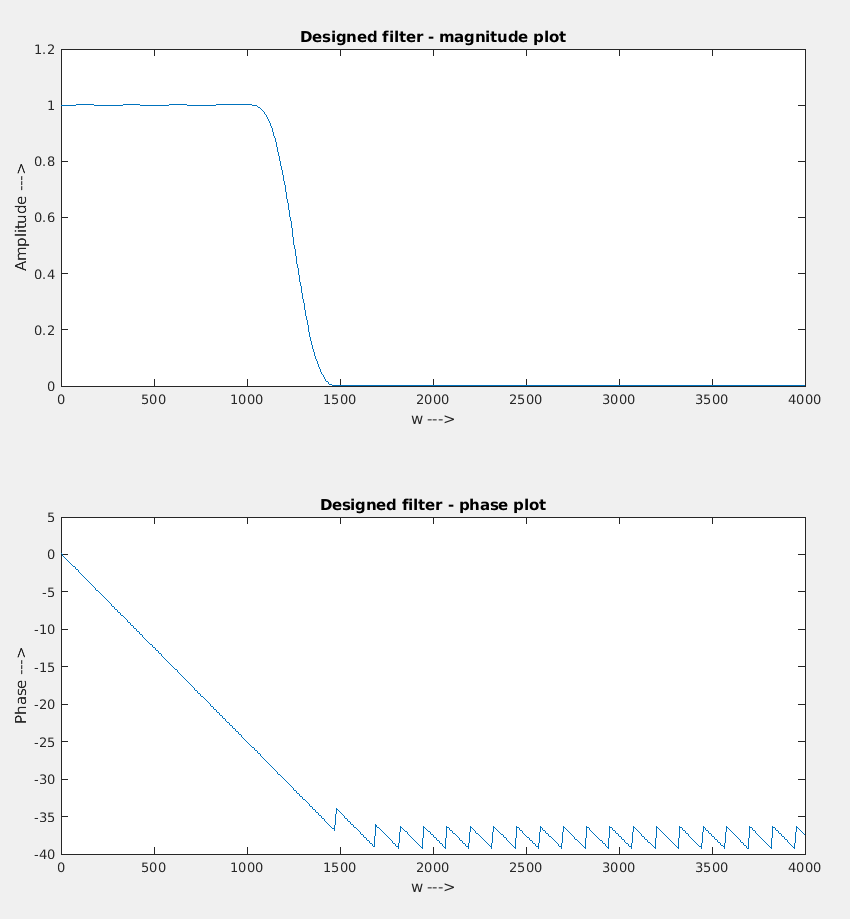 Designed filter - magnitude plot
1.2
1
0.8
0.6
0.4
0.2
0
Amplitude --->
0 500 1000 1500 2000 2500 3000 3500 4000
w --->
Designed filter - phase plot
5
0
-5
-10
-15
-20
-25
-30
-35
-40
Phase --->
0 500 1000 1500 2000 2500 3000 3500 4000
w --->